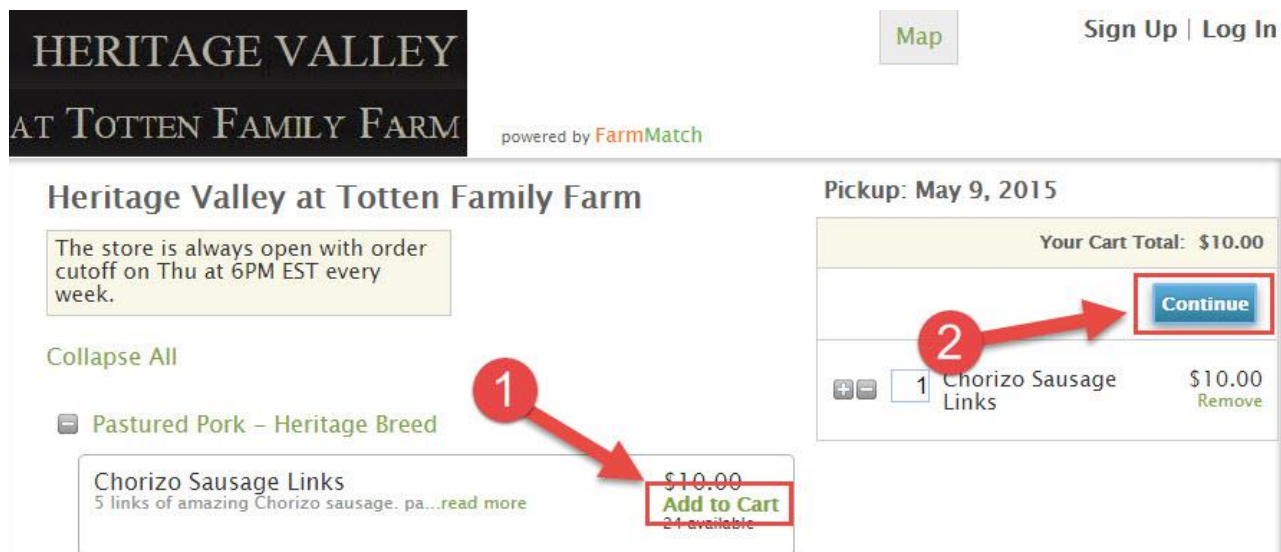 HERITAGE VALLEY
AT TOTTEN FAMILY FARM
powered by FarmMatch
Map
Sign Up | Log In
Heritage Valley at Totten Family Farm
The store is always open with order
cutoff on Thu at 6PM EST every
week.
Collapse All
Pastured Pork – Heritage Breed
1
Chorizo Sausage Links
$10.00
5 links of amazing Chorizo sausage. pa...read more
Add to Cart
24 available
Pickup: May 9, 2015
Your Cart Total: $10.00
Continue
2
1
Chorizo Sausage
Links
$10.00
Remove